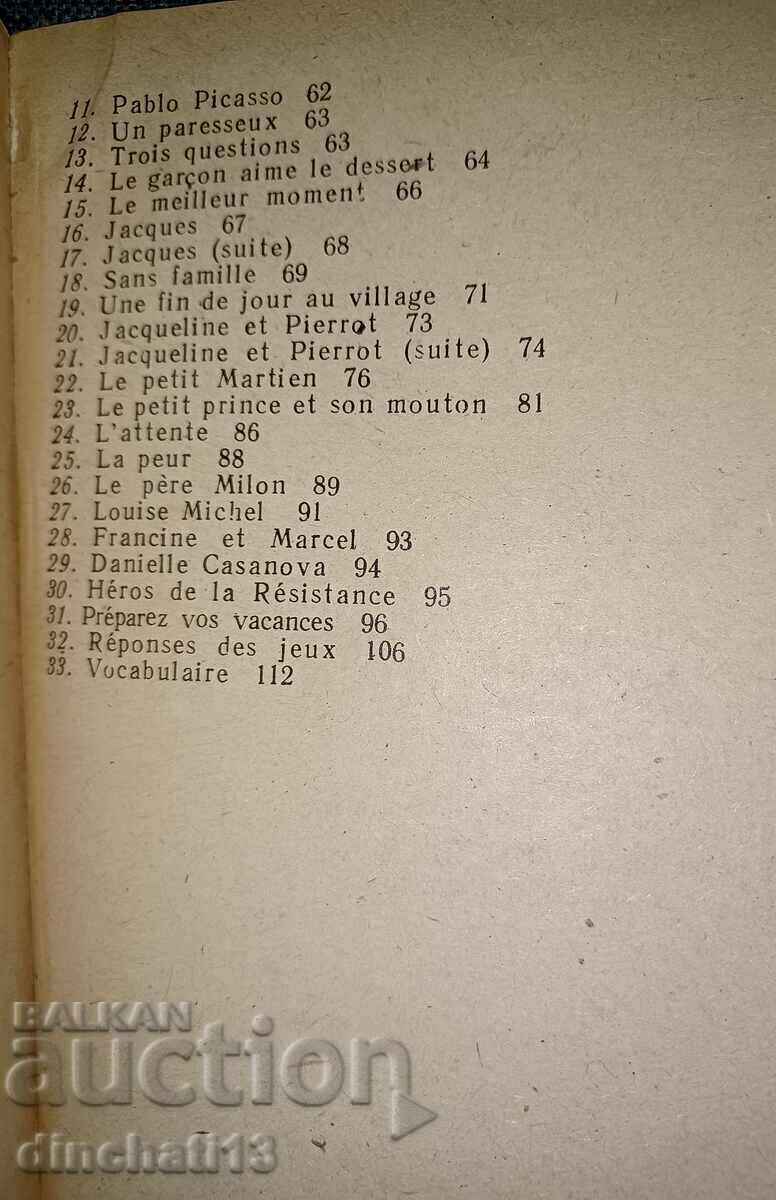 11. Pablo Picasso 62
12. Un paresseux 63
13. Trois questions 63
14. Le garçon aime le dessert 64
15. Le meilleur moment 66
16. Jacques 67
17. Jacques (suite) 68
18. Sans famille 69
19. Une fin de jour au village 71
20. Jacqueline et Pierrot 73
21. Jacqueline et Pierrot (suite) 74
22. Le petit Martien 76
23. Le petit prince et son mouton 81
24. L'attente 86
25. La peur 88
26. Le père Milon 89
27. Louise Michel 91
28. Francine et Marcel 93
29. Danielle Casanova 94
30. Héros de la Résistance 95
31. Préparez vos vacances 96
32. Réponses des jeux 106
33. Vocabulaire 112
BALKAN
auction
dinchati13